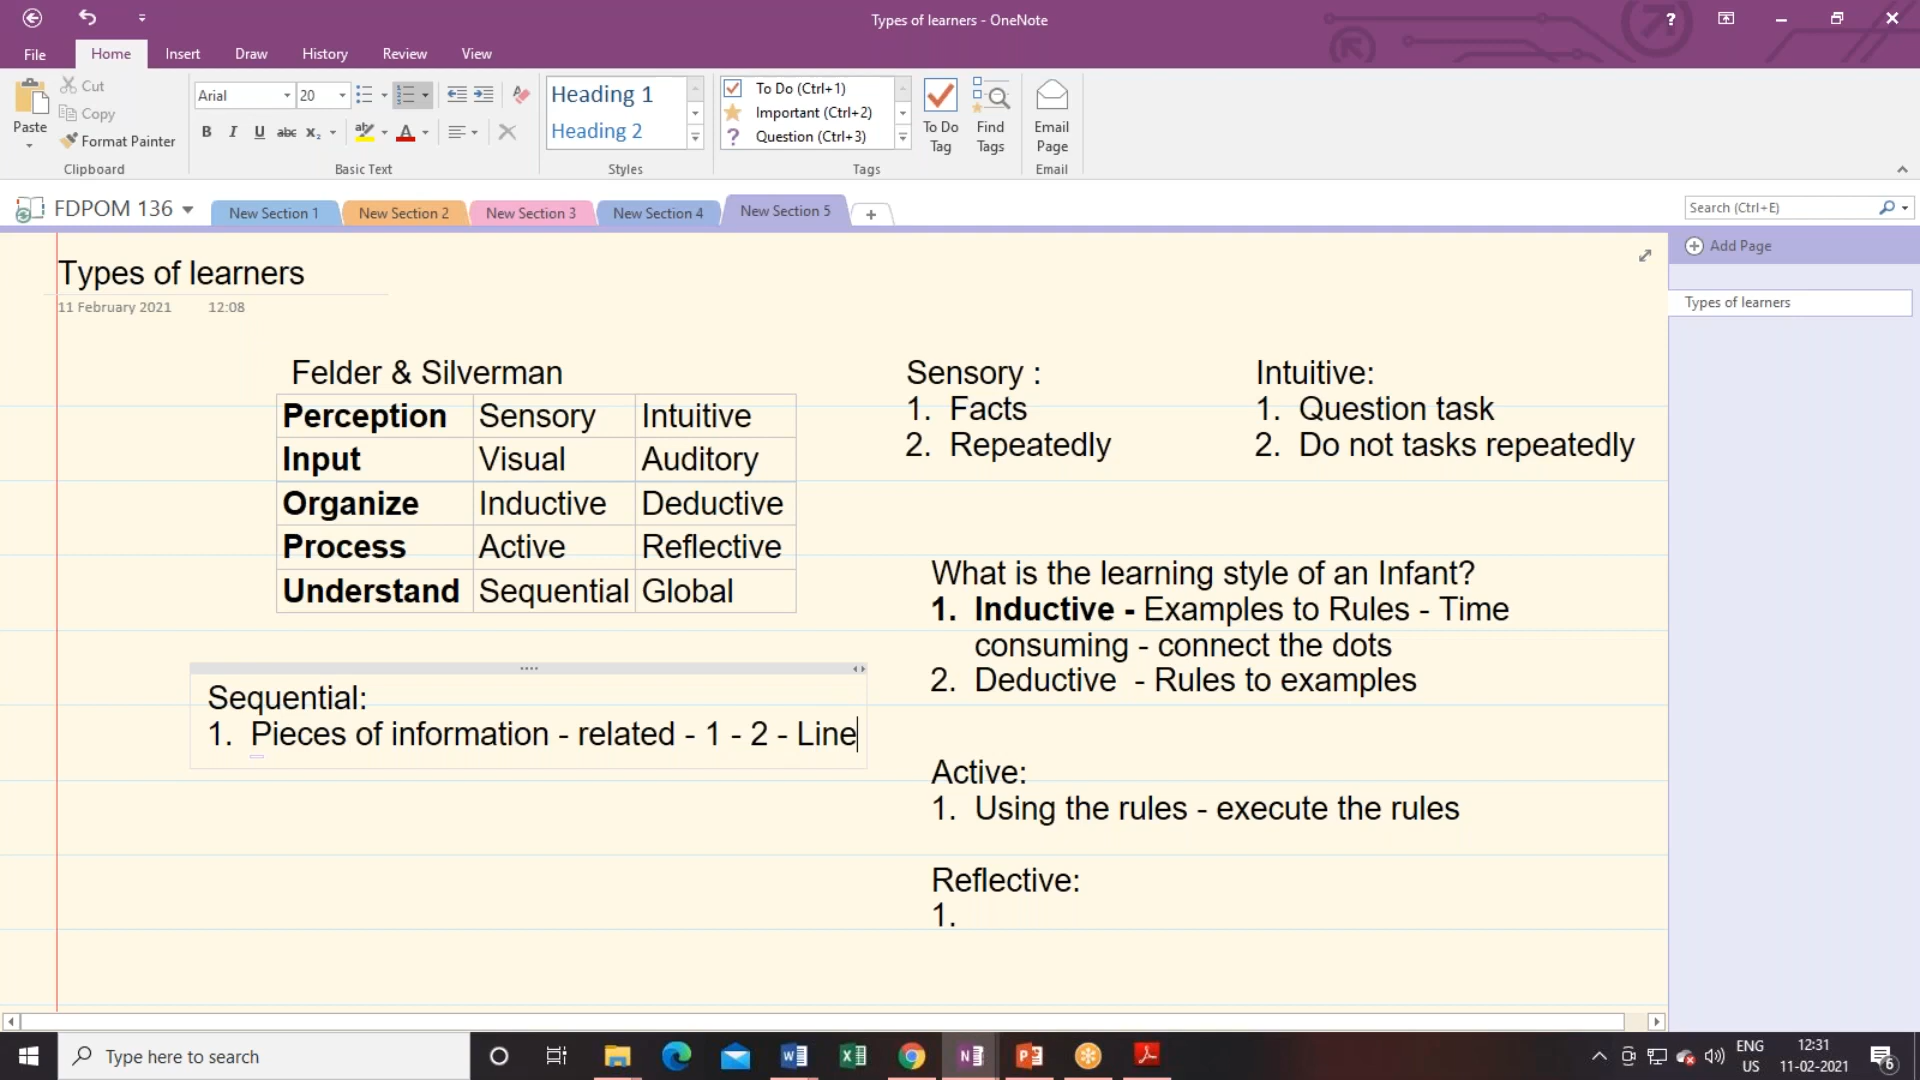 Types of learners - OneNote
?
File
Home
Insert
Draw
History
Review
View
Paste
Cut
Copy
Format Painter
Clipboard
Arial
20
B I U abc x₂
ab
A
Basic Text
Heading 1
Heading 2
Styles
To Do (Ctrl+1)
Important (Ctrl+2)
? Question (Ctrl+3)
To Do
Tag
Find
Tags
Tags
Email
Page
Email
FDPOM 136
New Section 1
New Section 2
New Section 3
New Section 4
New Section 5
+
Search (Ctrl+E)
Add Page
Types of learners
Types of learners
11 February 2021 12:08
Felder & Silverman
Perception Sensory Intuitive
Input Visual Auditory
Organize Inductive Deductive
Process Active Reflective
Understand Sequential Global
Sensory :
1. Facts
2. Repeatedly
Intuitive:
1. Question task
2. Do not tasks repeatedly
What is the learning style of an Infant?
1. Inductive - Examples to Rules - Time
consuming - connect the dots
2. Deductive - Rules to examples
Sequential:
1. Pieces of information - related - 1 - 2 - Line
Active:
1. Using the rules - execute the rules
Reflective:
1.
Type here to search
ENG
US
12:31
11-02-2021
6